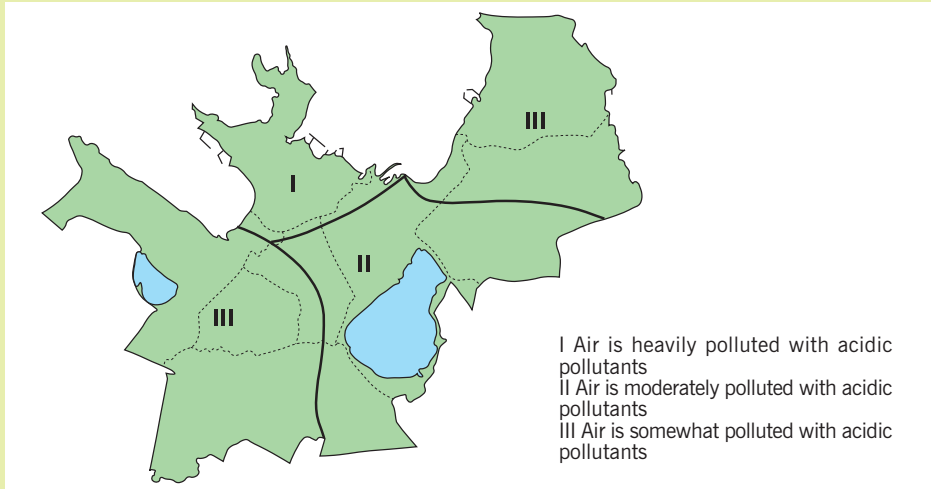 III
I
II
III
I Air is heavily polluted with acidic
pollutants
II Air is moderately polluted with acidic
pollutants
III Air is somewhat polluted with acidic
pollutants